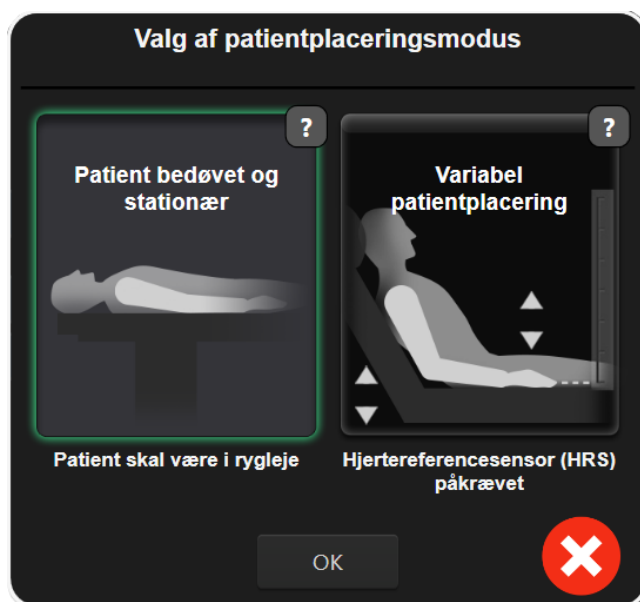 Valg af patientplaceringsmodus
?
?
Patient bedøvet og
stationær
Variabel
patientplacering
Patient skal være i rygleje
Hjertereferencesensor (HRS)
påkrævet
OK